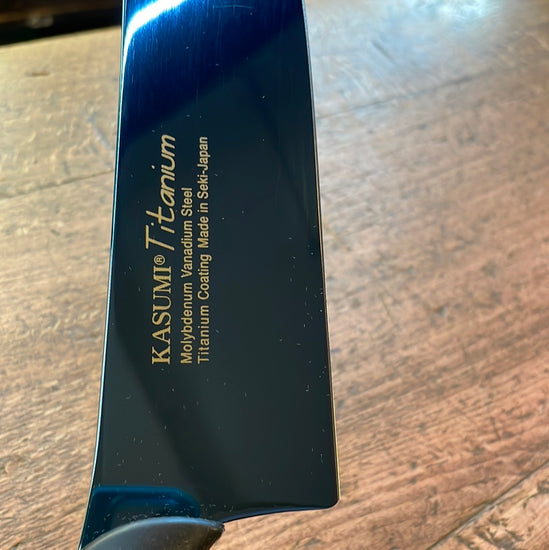 KASUMI® Titanium
Molybdenum Vanadium Steel
Titanium Coating Made in Seki-Japan